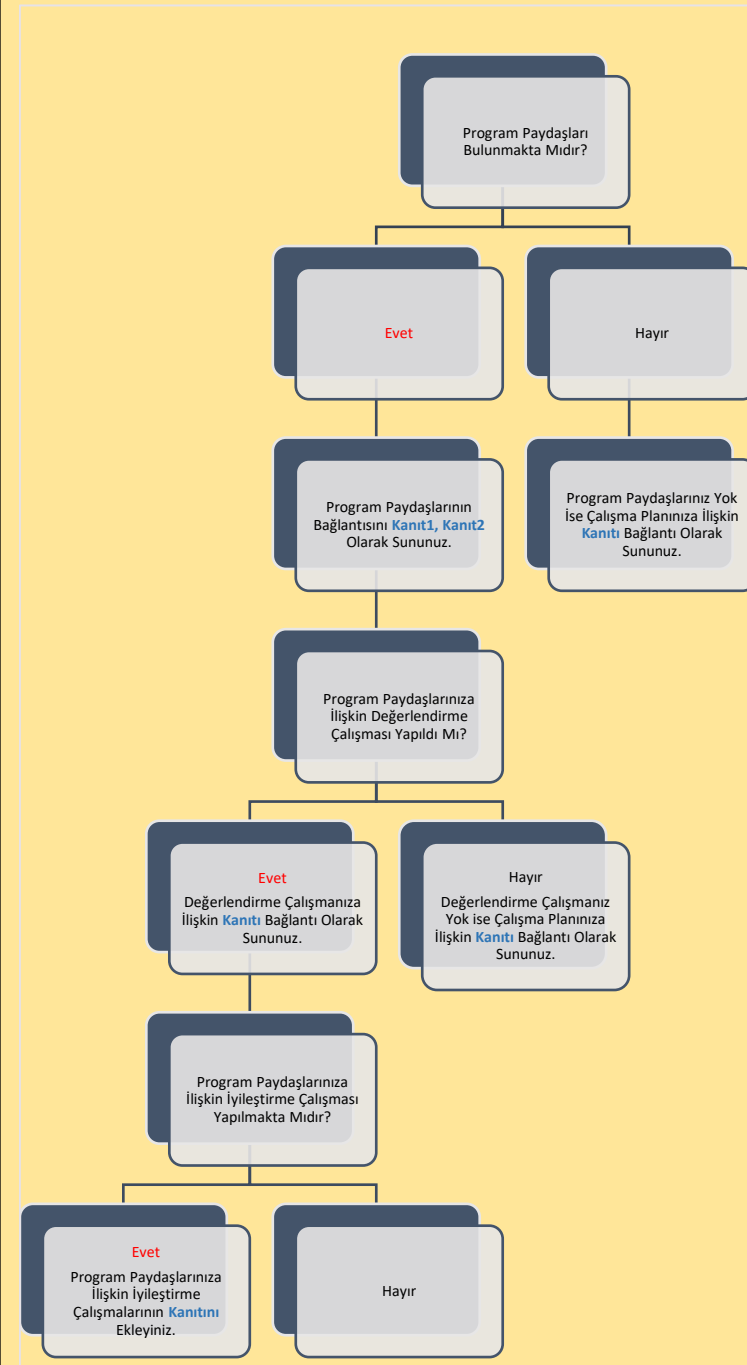 Program Paydaşları
Bulunmakta Mıdır?
Evet
Hayır
Program Paydaşlarının
Bağlantısını Kanıt1, Kanıt2
Olarak Sununuz.
Program Paydaşlarınız Yok
İse Çalışma Planınıza İlişkin
Kanıtı Bağlantı Olarak
Sununuz.
Program Paydaşlarınıza
İlişkin Değerlendirme
Çalışması Yapıldı Mı?
Evet
Değerlendirme Çalışmanıza
İlişkin Kanıtı Bağlantı Olarak
Sununuz.
Hayır
Değerlendirme Çalışmanız
Yok ise Çalışma Planınıza
İlişkin Kanıtı Bağlantı Olarak
Sununuz.
Program Paydaşlarınıza
İlişkin İyileştirme Çalışması
Yapılmakta Mıdır?
Evet
Program Paydaşlarınıza
İlişkin İyileştirme
Çalışmalarının Kanıtını
Ekleyiniz.
Hayır